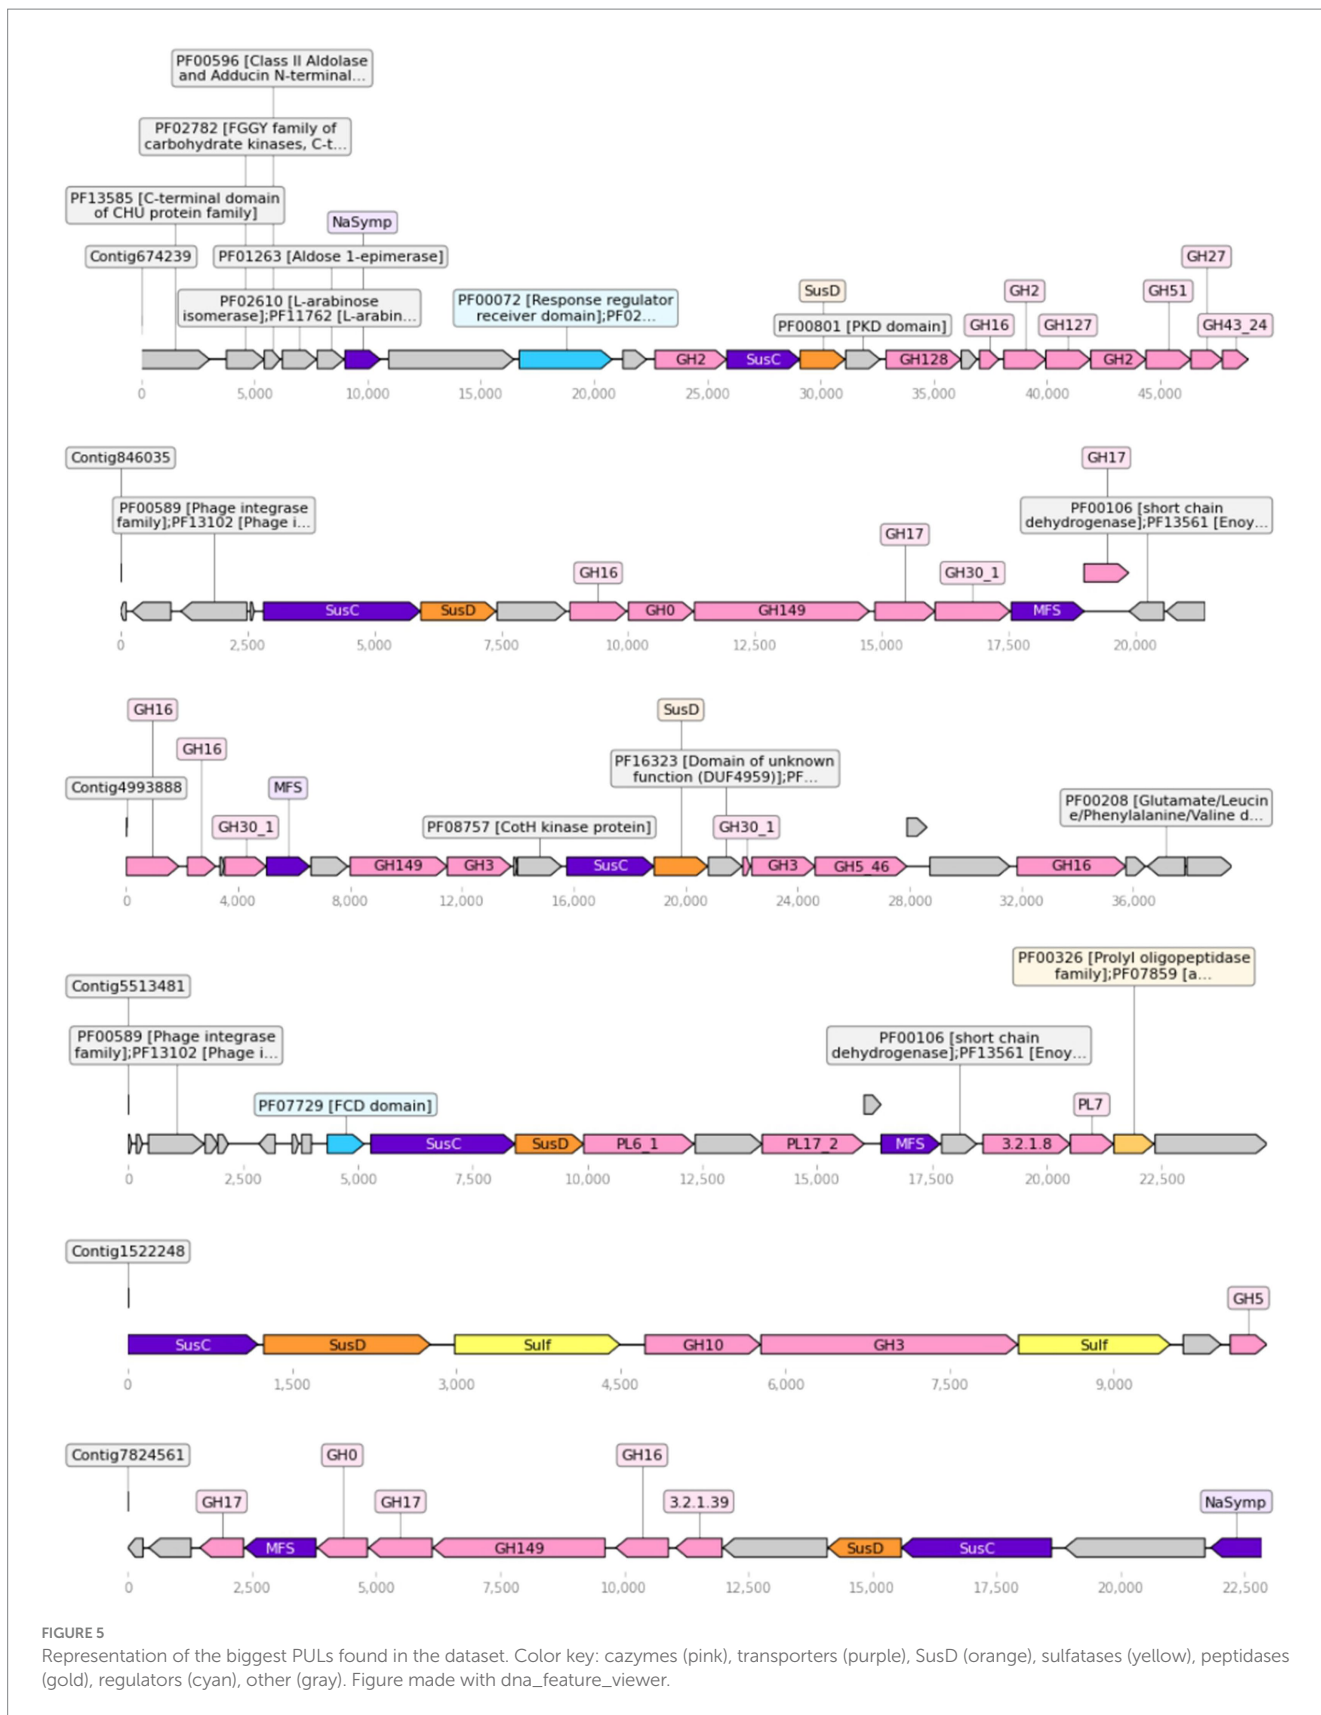 PF00596 [Class II Aldolase
and Adducin N-terminal...
PF02782 [FGGY family of
carbohydrate kinases, C-t...
PF13585 [C-terminal domain
of CHU protein family]
NaSymp
Contig674239
PF01263 [Aldose 1-epimerase]
GH27
PF02610 [L-arabinose
isomerase];PF11762 [L-arabin...
PF00072 [Response regulator
receiver domain];PF02...
SusD
GH2
GH51
PF00801 [PKD domain]
GH16
GH127
GH43_24
GH2
SusC
GH128
GH2
0
5,000
10,000
15,000
20,000
25,000
30,000
35,000
40,000
45,000
Contig846035
GH17
PF00589 [Phage integrase
family];PF13102 [Phage i...
PF00106 [short chain
dehydrogenase];PF13561 [Enoy...
GH17
GH16
GH30_1
SusC
SusD
GH0
GH149
MFS
0
2,500
5,000
7,500
10,000
12,500
15,000
17,500
20,000
GH16
SusD
GH16
PF16323 [Domain of unknown
function (DUF4959)];PF...
Contig4993888
MFS
PF00208 [Glutamate/Leucin
e/Phenylalanine/Valine d...
GH30_1
PF08757 [CotH kinase protein]
GH30_1
GH149
GH3
SusC
GH3
GH5_46
GH16
0
4,000
8,000
12,000
16,000
20,000
24,000
28,000
32,000
36,000
PF00326 [Prolyl oligopeptidase
family];PF07859 [a...
Contig5513481
PF00589 [Phage integrase
family];PF13102 [Phage i...
PF00106 [short chain
dehydrogenase];PF13561 [Enoy...
PF07729 [FCD domain]
PL7
SusC
SusD
PL6_1
PL17_2
MFS
3.2.1.8
0
2,500
5,000
7,500
10,000
12,500
15,000
17,500
20,000
22,500
Contig1522248
GH5
SusC
SusD
Sulf
GH10
GH3
Sulf
0
1,500
3,000
4,500
6,000
7,500
9,000
Contig7824561
GH0
GH16
GH17
GH17
3.2.1.39
NaSymp
MFS
GH149
SusD
SusC
0
2,500
5,000
7,500
10,000
12,500
15,000
17,500
20,000
22,500
FIGURE 5
Representation of the biggest PULs found in the dataset. Color key: cazymes (pink), transporters (purple), SusD (orange), sulfatases (yellow), peptidases
(gold), regulators (cyan), other (gray). Figure made with dna_feature_viewer.